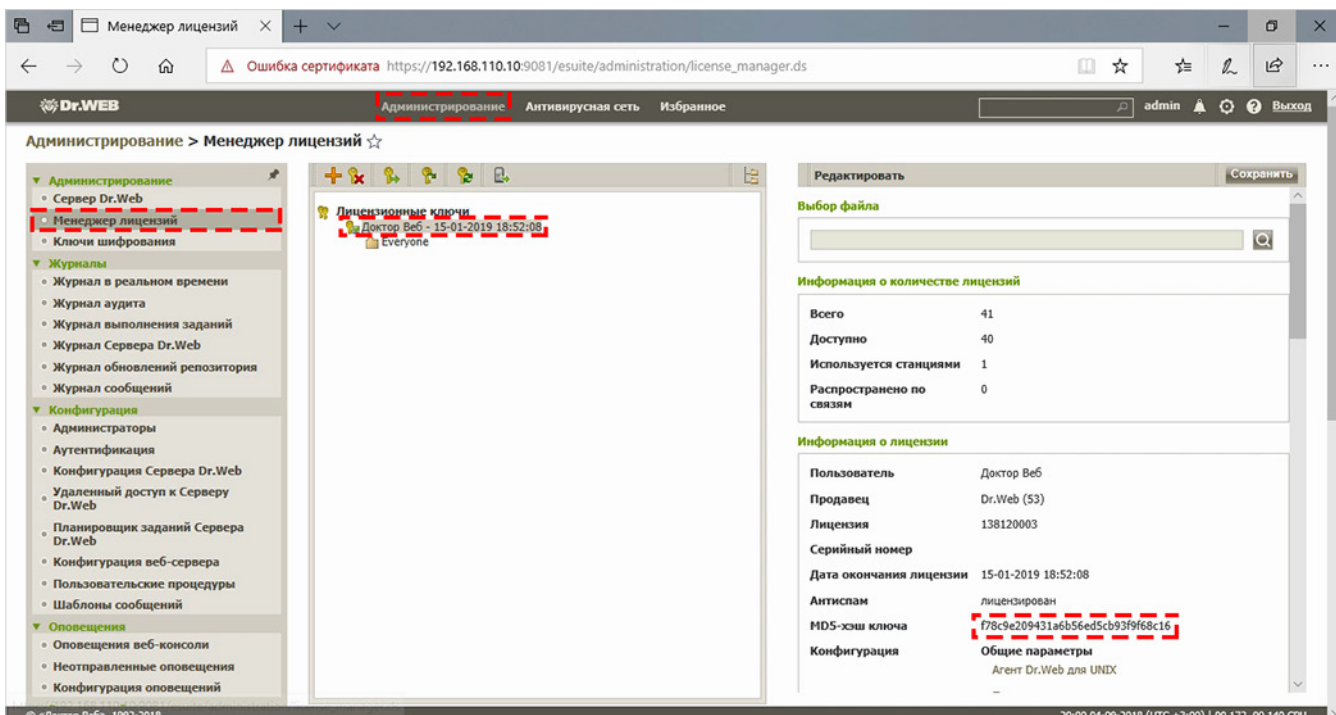 Менеджер лицензий
Ошибка сертификата https://192.168.110.10:9081/esuite/administration/license_manager.ds
Dr.WEB
Администрирование Антивирусная сеть Избранное
admin Выход
Администрирование > Менеджер лицензий
Администрирование
Сервер Dr.Web
Менеджер лицензий
Ключи шифрования
Журналы
Журнал в реальном времени
Журнал аудита
Журнал выполнения заданий
Журнал Сервера Dr.Web
Журнал обновлений репозитория
Журнал сообщений
Конфигурация
Администраторы
Аутентификация
Конфигурация Сервера Dr.Web
Удаленный доступ к Серверу
Dr.Web
Планировщик заданий Сервера
Dr.Web
Конфигурация веб-сервера
Пользовательские процедуры
Шаблоны сообщений
Оповещения
Оповещения веб-консоли
Неотправленные оповещения
Конфигурация оповещений
Лицензионные ключи
Доктор Веб - 15-01-2019 18:52:08
Everyone
Редактировать Сохранить
Выбор файла
Информация о количестве лицензий
Всего 41
Доступно 40
Используется станциями 1
Распространено по 0
связям
Информация о лицензии
Пользователь Доктор Веб
Продавец Dr.Web (53)
Лицензия 138120003
Серийный номер
Дата окончания лицензии 15-01-2019 18:52:08
Антиспам лицензирован
MD5-хэш ключа f78c9e209431a6b56ed5cb93f9f68c16
Конфигурация Общие параметры
Агент Dr.Web для UNIX